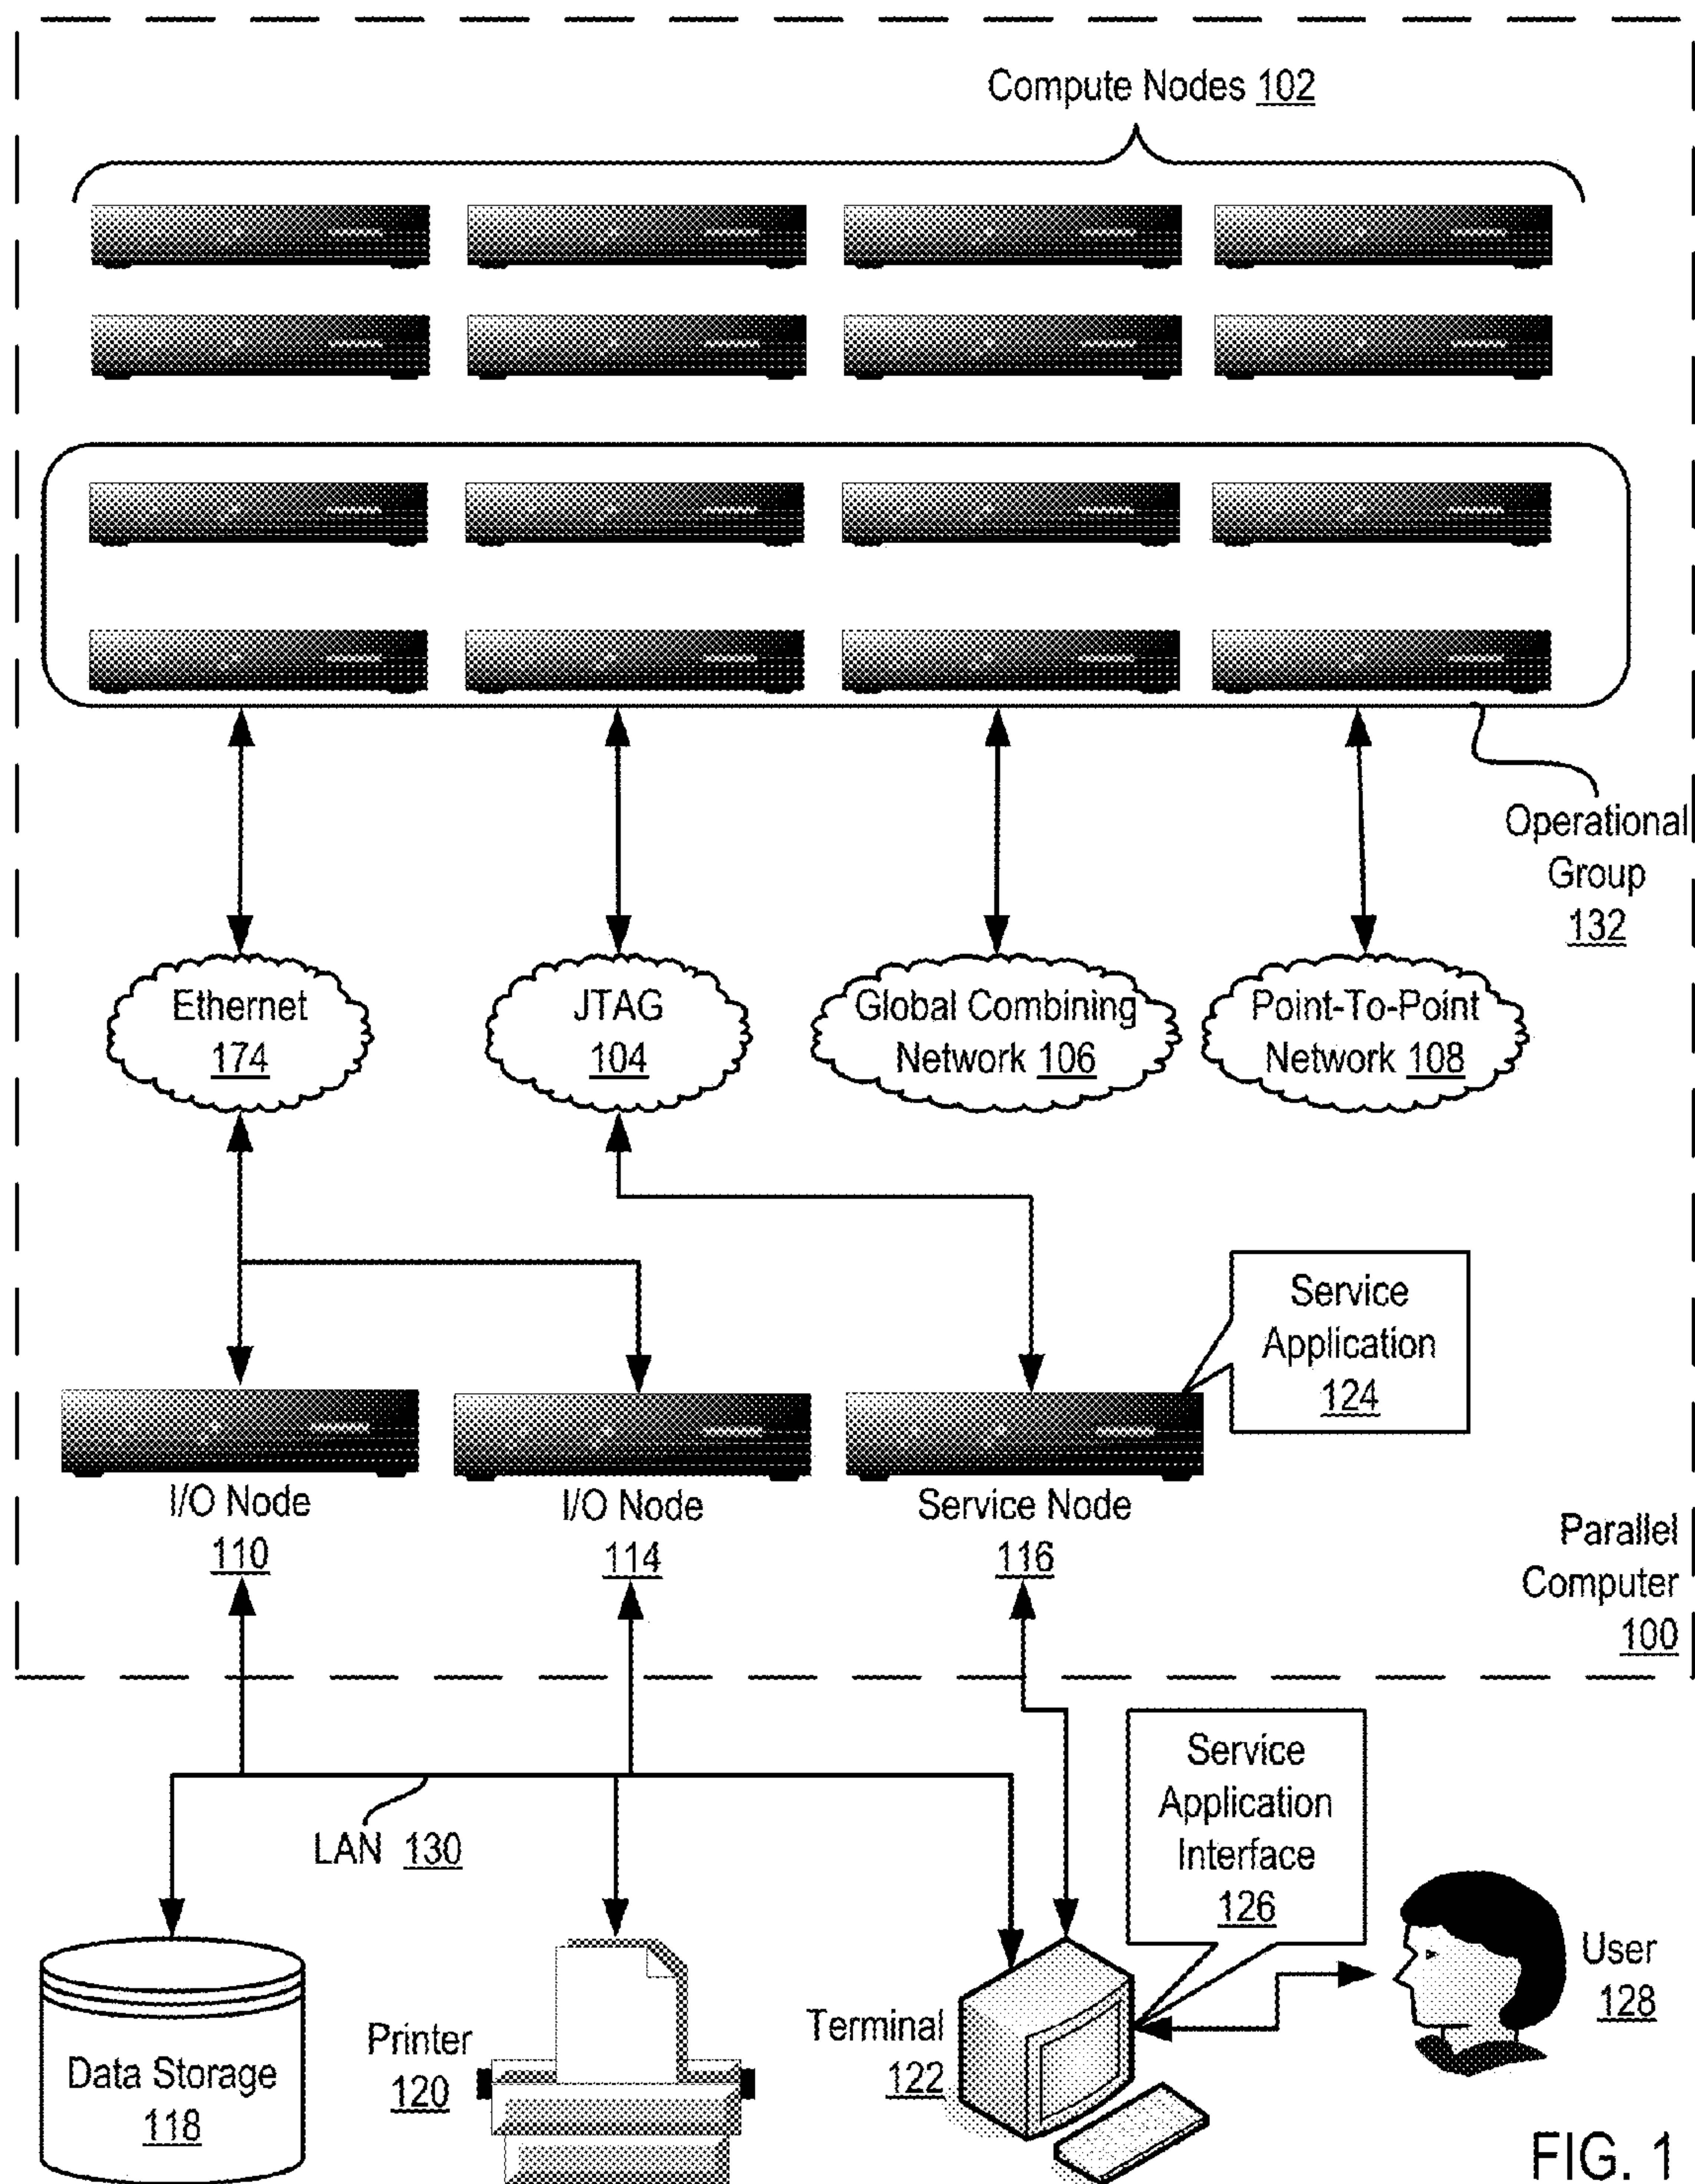 Compute Nodes 102
Operational
Group
132
Ethernet
174
JTAG
104
Global Combining
Network 106
Point-To-Point
Network 108
Service
Application
124
I/O Node
110
I/O Node
114
Service Node
116
Parallel
Computer
100
LAN 130
Service
Application
Interface
126
Data Storage
118
Printer
120
Terminal
122
User
128
FIG. 1